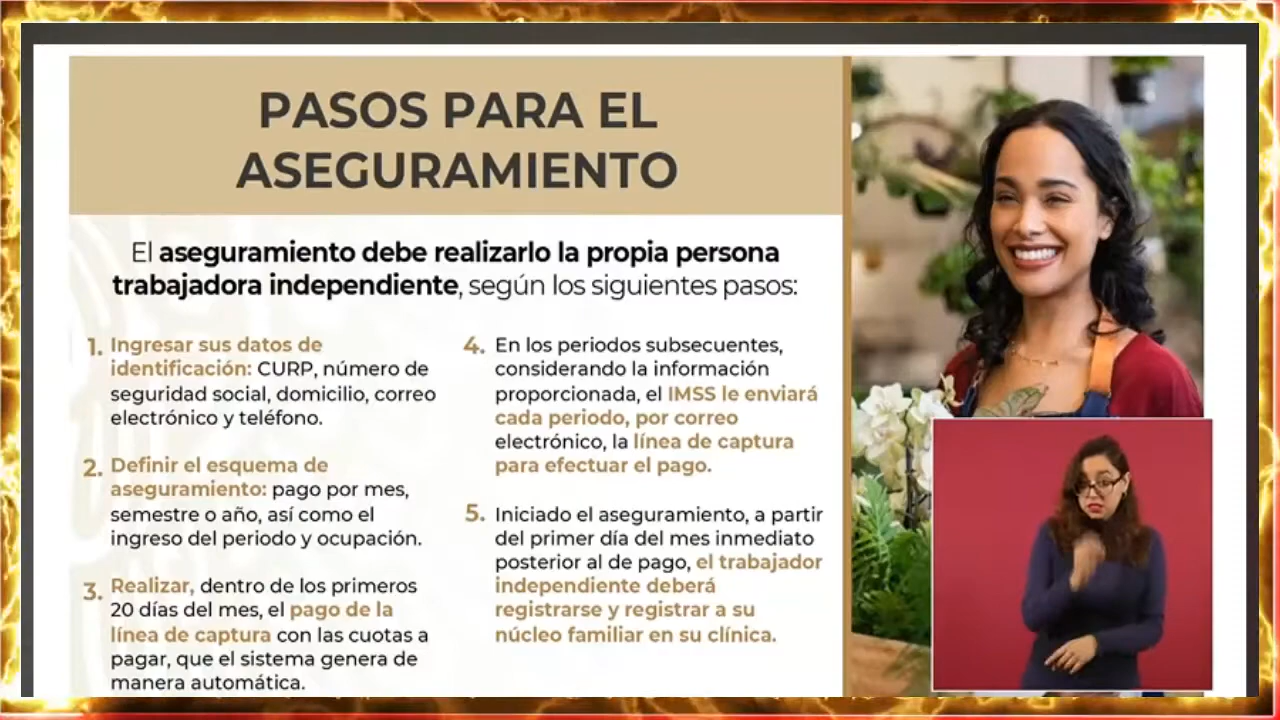 PASOS PARA EL
ASEGURAMIENTO
El aseguramiento debe realizarlo la propia persona
trabajadora independiente, según los siguientes pasos:
1. Ingresar sus datos de
identificación: CURP, número de
seguridad social, domicilio, correo
electrónico y teléfono.
2. Definir el esquema de
aseguramiento: pago por mes,
semestre o año, así como el
ingreso del periodo y ocupación.
3. Realizar, dentro de los primeros
20 días del mes, el pago de la
línea de captura con las cuotas a
pagar, que el sistema genera de
manera automática.
4. En los periodos subsecuentes,
considerando la información
proporcionada, el IMSS le enviará
cada periodo, por correo
electrónico, la línea de captura
para efectuar el pago.
5. Iniciado el aseguramiento, a partir
del primer día del mes inmediato
posterior al de pago, el trabajador
independiente deberá
registrarse y registrar a su
núcleo familiar en su clínica.